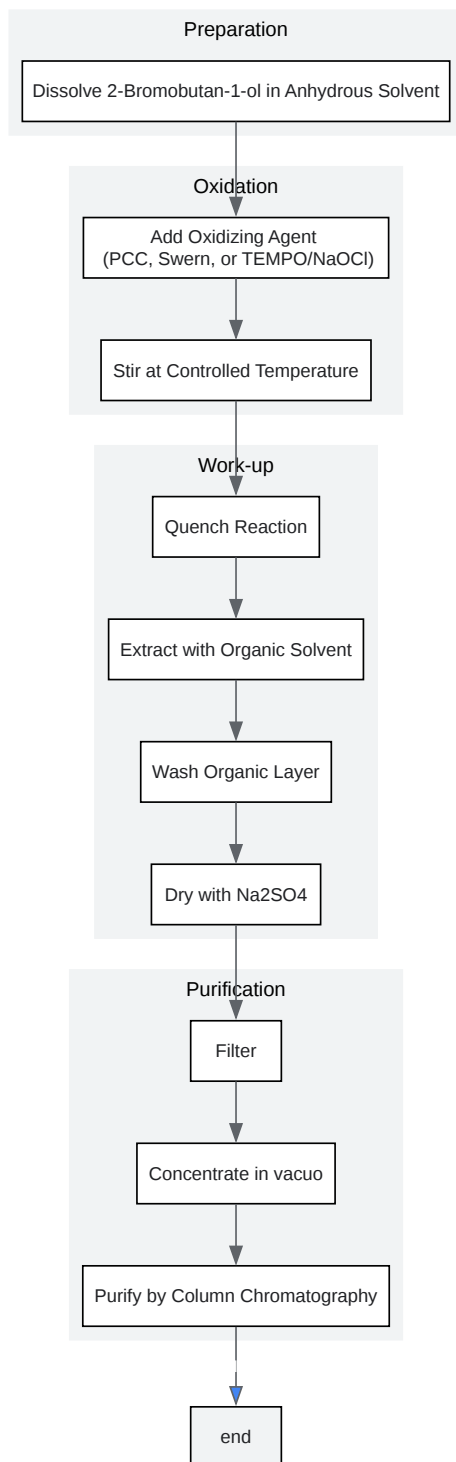 Preparation
Dissolve 2-Bromobutan-1-ol in Anhydrous Solvent
Oxidation
Add Oxidizing Agent
(PCC, Swern, or TEMPO/NaOCl)
Stir at Controlled Temperature
Work-up
Quench Reaction
Extract with Organic Solvent
Wash Organic Layer
Dry with Na2SO4
Purification
Filter
Concentrate in vacuo
Purify by Column Chromatography
end